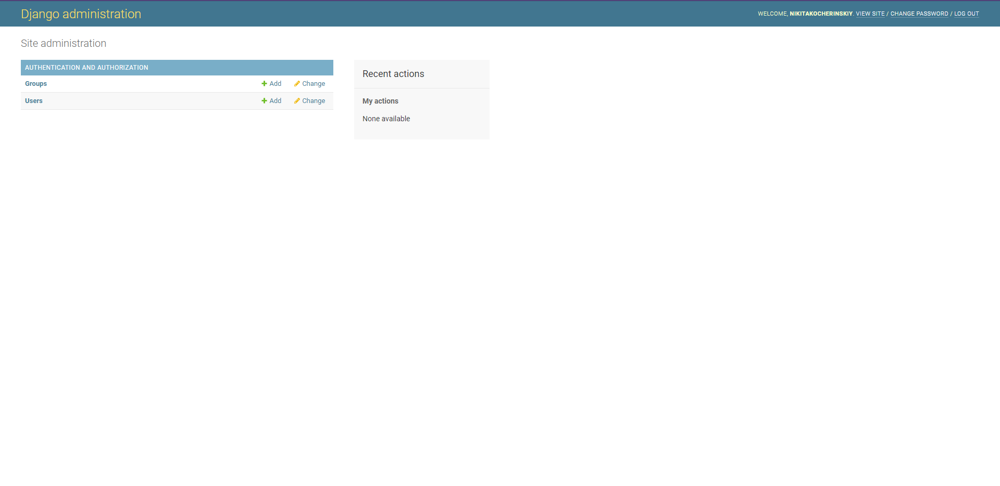 Django administration
WELCOME, NIKITAKOCHERINSKIY. VIEW SITE / CHANGE PASSWORD / LOG OUT
Site administration
AUTHENTICATION AND AUTHORIZATION
Groups Add Change
Users Add Change
Recent actions
My actions
None available